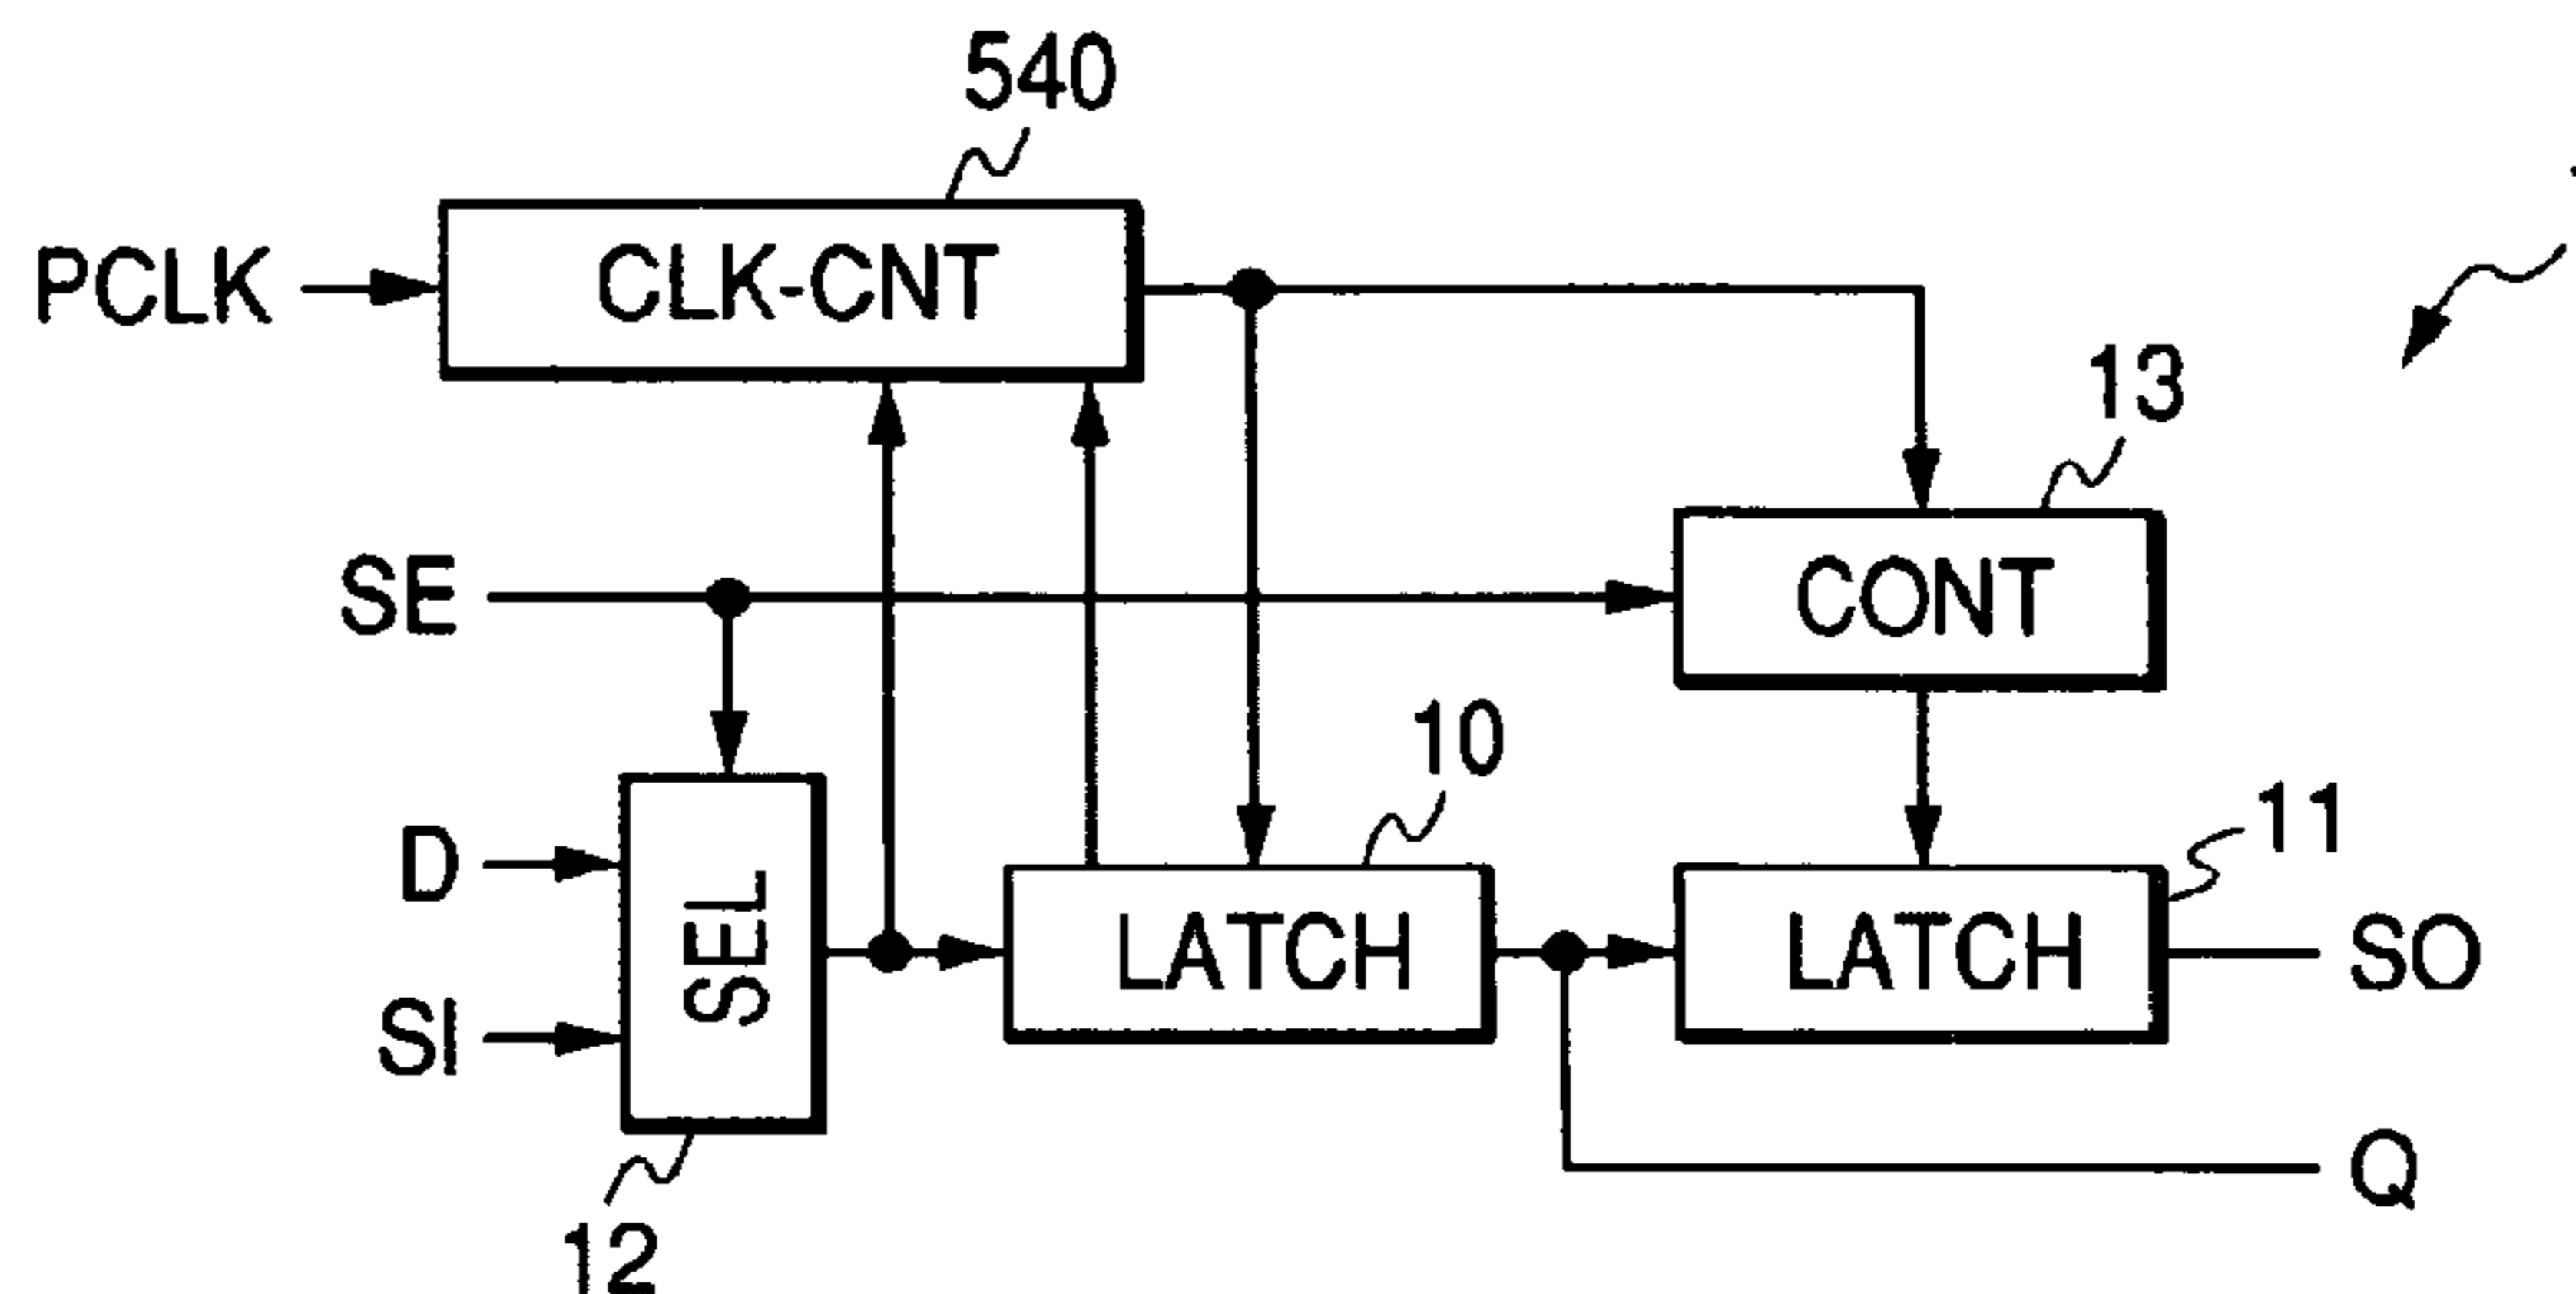 540
PCLK
CLK-CNT
13
SE
CONT
10
11
D
SEL
LATCH
LATCH
SO
SI
Q
12